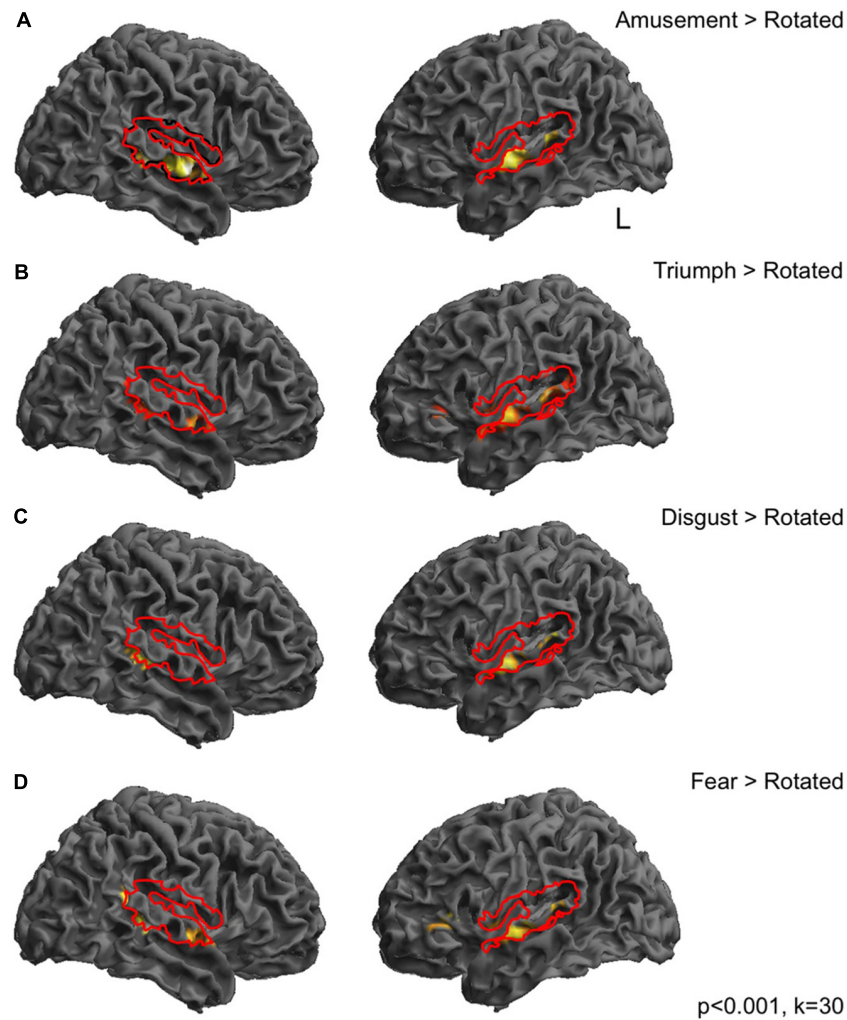 A
Amusement > Rotated
L
B
Triumph > Rotated
C
Disgust > Rotated
D
Fear > Rotated
p<0.001, k=30